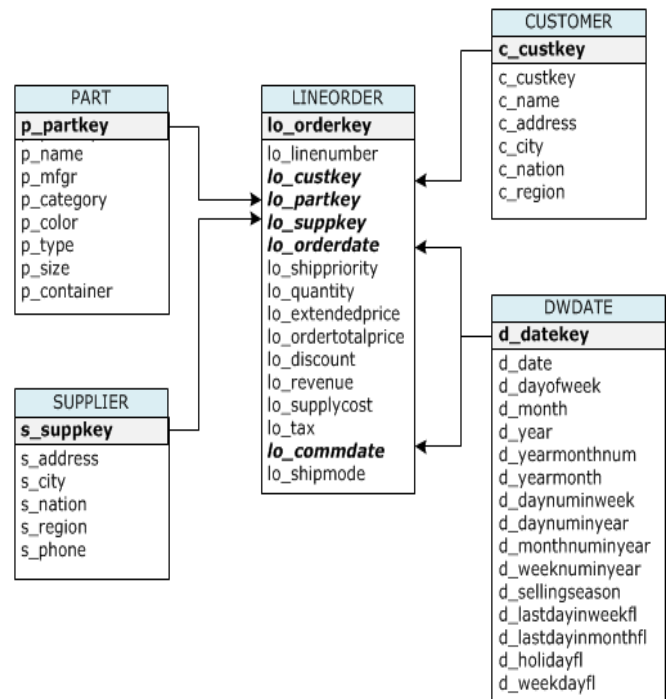 PART
p_partkey
p_name
p_mfgr
p_category
p_color
p_type
p_size
p_container
SUPPLIER
s_suppkey
s_address
s_city
s_nation
s_region
s_phone
LINEORDER
lo_orderkey
lo_linenumber
lo_custkey
lo_partkey
lo_suppkey
lo_orderdate
lo_shippriority
lo_quantity
lo_extendedprice
lo_ordertotalprice
lo_discount
lo_revenue
lo_supplycost
lo_tax
lo_commdate
lo_shipmode
CUSTOMER
c_custkey
c_custkey
c_name
c_address
c_city
c_nation
c_region
DWDATE
d_datekey
d_date
d_dayofweek
d_month
d_year
d_yearmonthnum
d_yearmonth
d_daynuminweek
d_daynuminyear
d_monthnuminyear
d_weeknuminyear
d_sellingseason
d_lastdayinweekfl
d_lastdayinmonthfl
d_holidayfl
d_weekdayfl